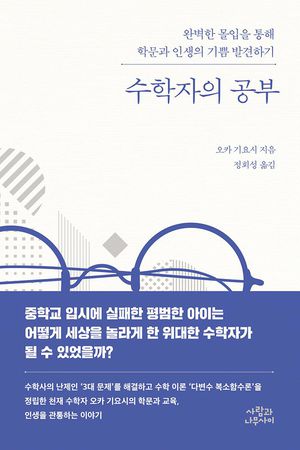 완벽한 몰입을 통해
학문과 인생의 기쁨 발견하기
수학자의 공부
오카 기요시 지음
정회성 옮김
중학교 입시에 실패한 평범한 아이는
어떻게 세상을 놀라게 한 위대한 수학자가
될 수 있었을까?
수학사의 난제인 ‘3대 문제’를 해결하고 수학 이론 ‘다변수 복소함수론’을
정립한 천재 수학자 오카 기요시의 학문과 교육,
인생을 관통하는 이야기
사람과
나무사이